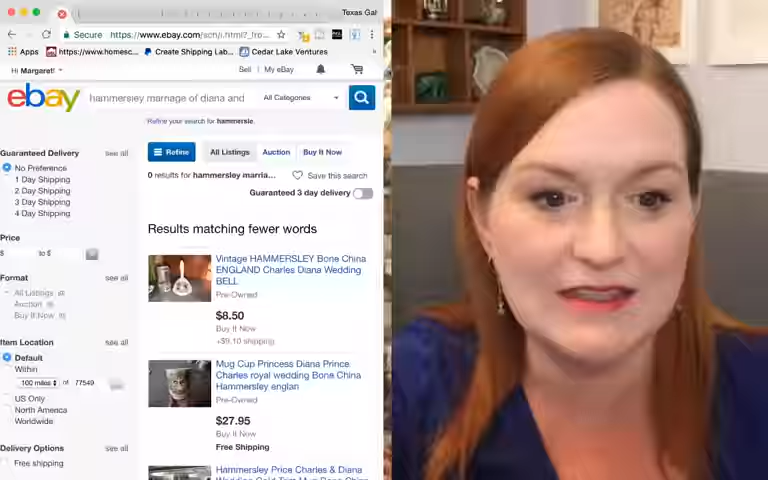 Texas Gal
Secure https://www.ebay.com/sch/i.html?_fro...
Apps https://www.homesc... Create Shipping Lab... Cedar Lake Ventures
Hi Margaret! Sell My eBay
ebay hammersley marriage of diana and All Categories
Refine your search for hammersle.
Guaranteed Delivery see all
No Preference
1 Day Shipping
2 Day Shipping
3 Day Shipping
4 Day Shipping
Price
$ to $
Format see all
All Listings
Auction
Buy It Now
Item Location see all
Default
Within
100 miles of 77549
US Only
North America
Worldwide
Delivery Options see all
Free shipping
Refine All Listings Auction Buy It Now
0 results for hammersley marria... Save this search
Guaranteed 3 day delivery
Results matching fewer words
Vintage HAMMERSLEY Bone China
ENGLAND Charles Diana Wedding
BELL
Pre-Owned
$8.50
Buy It Now
+$9.10 shipping
Mug Cup Princess Diana Prince
Charles royal wedding Bone China
Hammersley englan
Pre-Owned
$27.95
Buy It Now
Free Shipping
Hammersley Price Charles & Diana
Wedding Gold Trim Mug Bone China